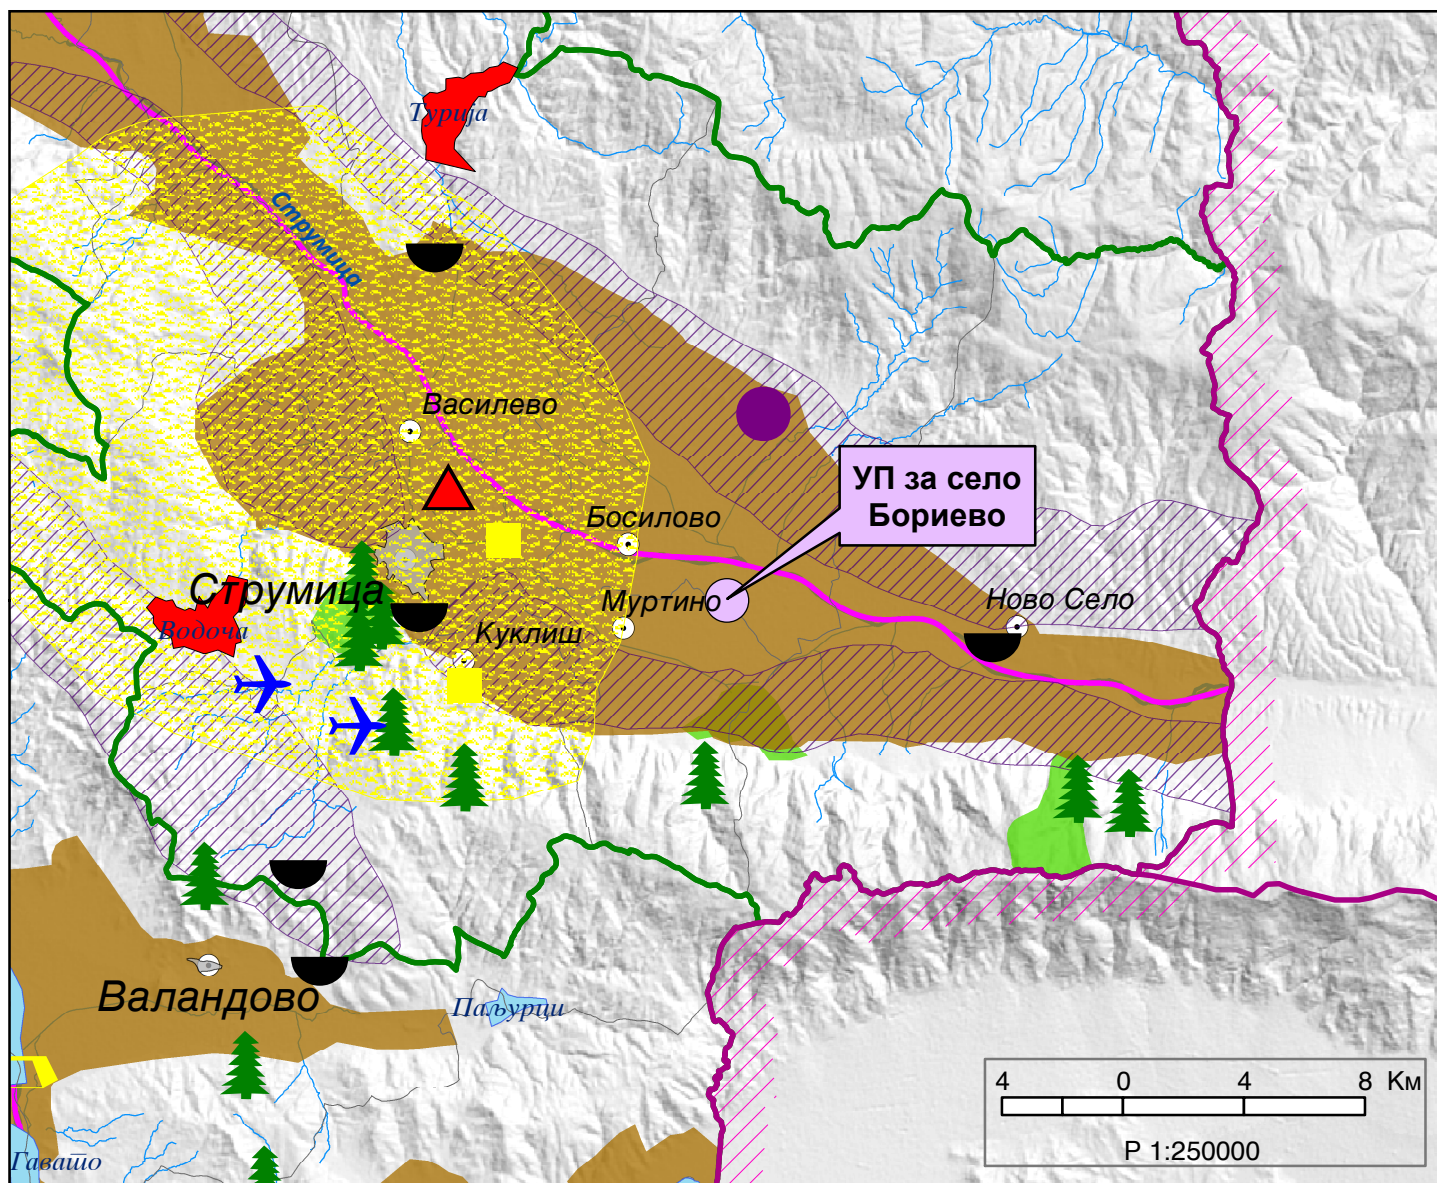 Турија
Струмица
Василево
УП за село
Бориево
Босилово
Струмица
Муртино
Ново Село
Водоча
Куклиш
Валандово
Паљурци
4 0 4 8 Км
Р 1:250000
Гавато